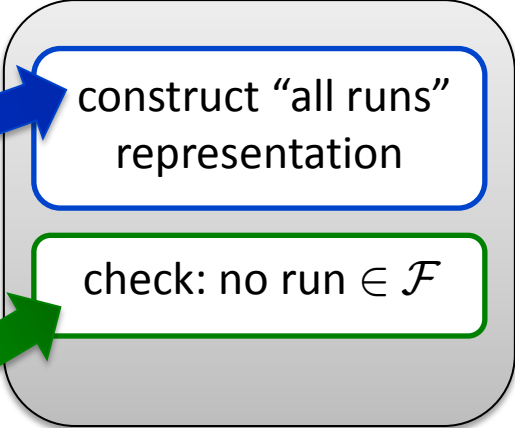 construct “all runs”
representation
check: no run ∈ ℱ